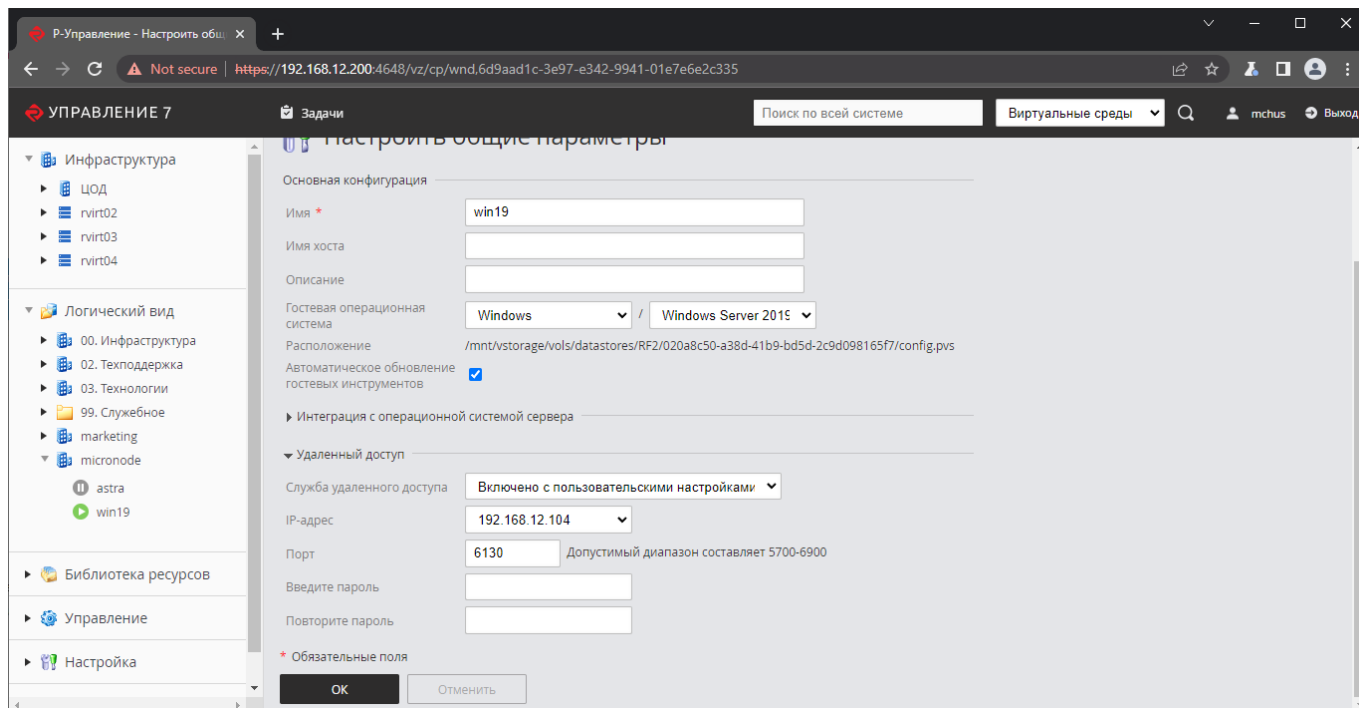 Р-Управление - Настроить общ
Not secure | https://192.168.12.200:4648/vz/cp/wnd,6d9aad1c-3e97-e342-9941-01e7e6e2c335
УПРАВЛЕНИЕ 7
Задачи
Поиск по всей системе
Виртуальные среды
mchus
Выход
Инфраструктура
ЦОД
rvirt02
rvirt03
rvirt04
Логический вид
00. Инфраструктура
02. Техподдержка
03. Технологии
99. Служебное
marketing
micronode
astra
win19
Библиотека ресурсов
Управление
Настройка
Настроить общие параметры
Основная конфигурация
Имя *
win19
Имя хоста
Описание
Гостевая операционная
система
Windows / Windows Server 2019
Расположение
/mnt/vstorage/vols/datastores/RF2/020a8c50-a38d-41b9-bd5d-2c9d098165f7/config.pvs
Автоматическое обновление
гостевых инструментов
Интеграция с операционной системой сервера
Удаленный доступ
Служба удаленного доступа
Включено с пользовательскими настройками
IP-адрес
192.168.12.104
Порт
6130
Допустимый диапазон составляет 5700-6900
Введите пароль
Повторите пароль
* Обязательные поля
ОК
Отменить